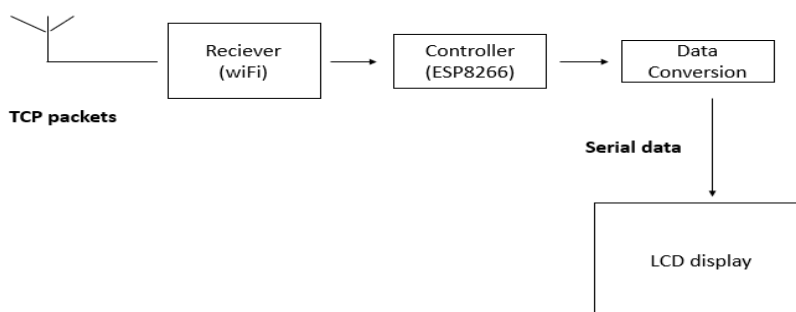 Reciever
(wiFi)
Controller
(ESP8266)
Data
Conversion
TCP packets
Serial data
LCD display